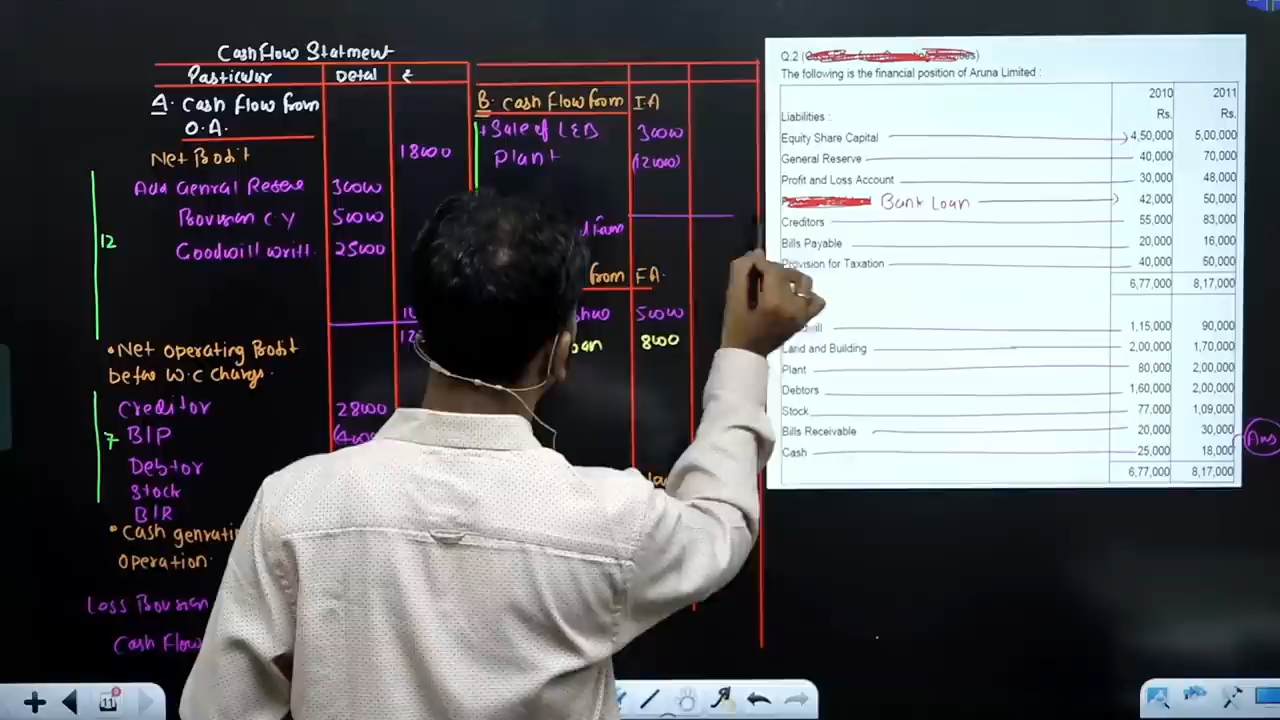 Cash flow Statment
Particular Detal ₹
A. Cash flow from
O.A.
Net Profit 18000
Add Genral Resere 30000
Provision C Y 50000
Goodwill writt. 25000
12
• Net operating Profit
before W.C Charge.
Creditor 28000
7 B/P
Debtor
Stock
B/R
• Cash genrati
operation.
Less Provision
Cash Flow
B. Cash flow from I.A
+ Sale of L&B 30000
Plant
from F.A.
50000
8000
Q.2 (
The following is the financial position of Aruna Limited :
2010 2011
Rs. Rs.
Liabilities :
Equity Share Capital 4,50,000 5,00,000
General Reserve 40,000 70,000
Profit and Loss Account 30,000 48,000
Bank Loan 42,000 50,000
Creditors 55,000 83,000
Bills Payable 20,000 16,000
Provision for Taxation 40,000 50,000
6,77,000 8,17,000
1,15,000 90,000
Land and Building 2,00,000 1,70,000
Plant 80,000 2,00,000
Debtors 1,60,000 2,00,000
Stock 77,000 1,09,000
Bills Receivable 20,000 30,000
Cash 25,000 18,000
6,77,000 8,17,000
Ans
11